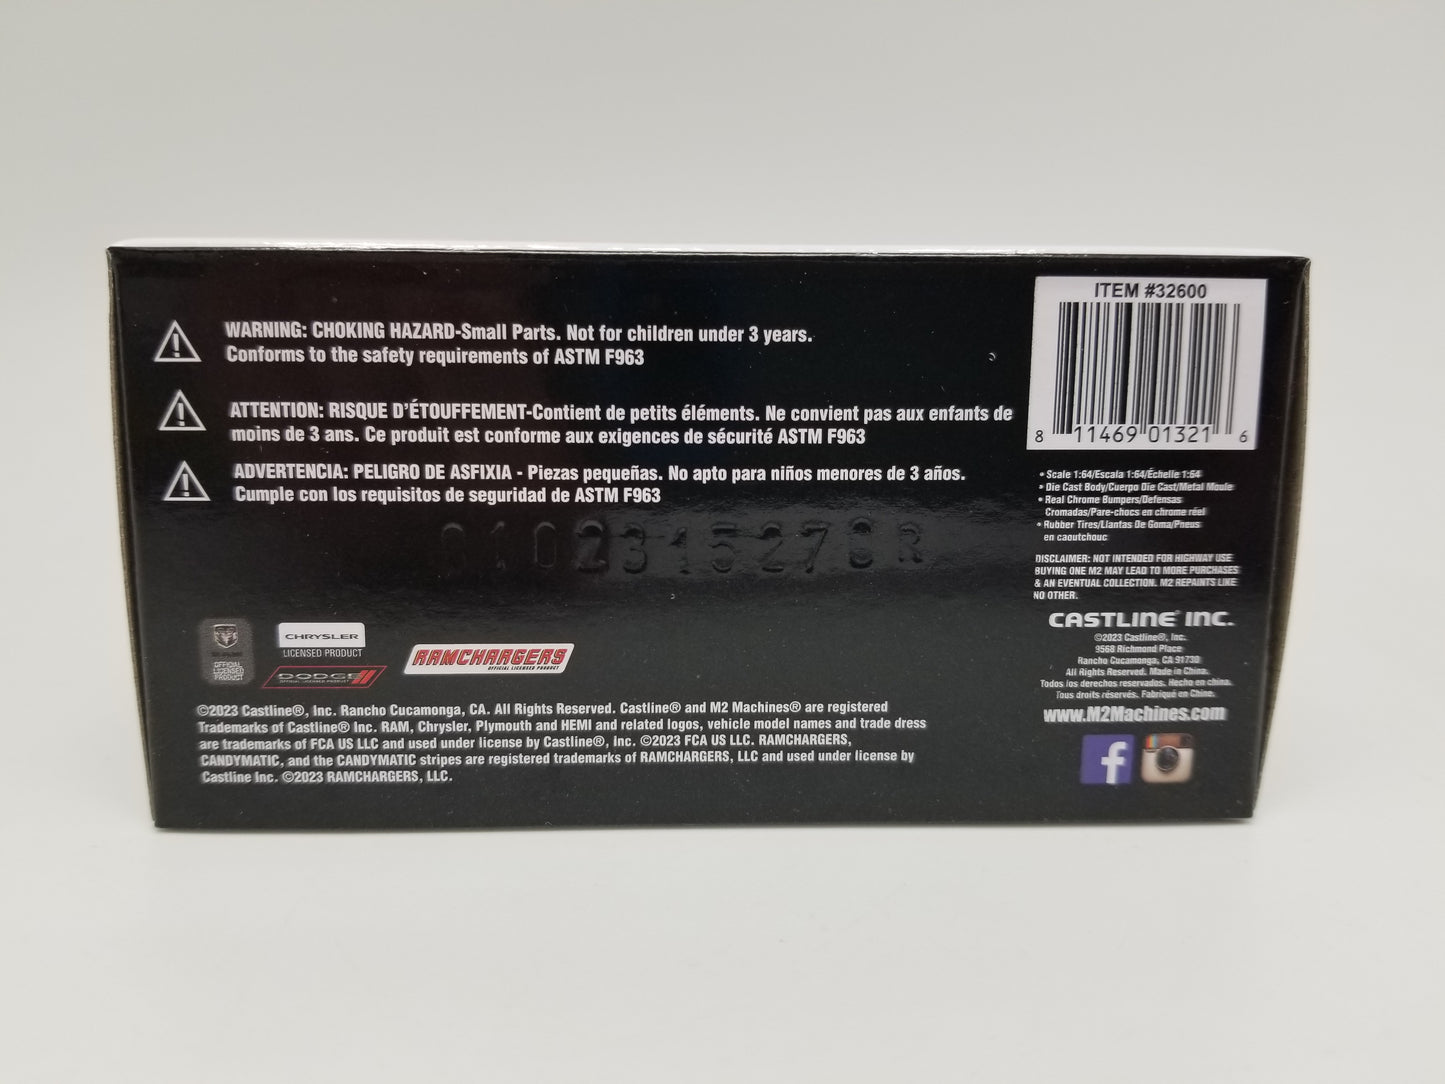 WARNING: CHOKING HAZARD-Small Parts. Not for children under 3 years.
Conforms to the safety requirements of ASTM F963
ATTENTION: RISQUE D'ÉTOUFFEMENT-Contient de petits éléments. Ne convient pas aux enfants de
moins de 3 ans. Ce produit est conforme aux exigences de sécurité ASTM F963
ADVERTENCIA: PELIGRO DE ASFIXIA - Piezas pequeñas. No apto para niños menores de 3 años.
Cumple con los requisitos de seguridad de ASTM F963
OFFICIAL
LICENSED
PRODUCT
CHRYSLER
LICENSED PRODUCT
DODGE
OFFICIAL LICENSED PRODUCT
RAMCHARGERS
OFFICIAL LICENSED PRODUCT
©2023 Castline®, Inc. Rancho Cucamonga, CA. All Rights Reserved. Castline® and M2 Machines® are registered
Trademarks of Castline® Inc. RAM, Chrysler, Plymouth and HEMI and related logos, vehicle model names and trade dress
are trademarks of FCA US LLC and used under license by Castline®, Inc. ©2023 FCA US LLC. RAMCHARGERS,
CANDYMATIC, and the CANDYMATIC stripes are registered trademarks of RAMCHARGERS, LLC and used under license by
Castline Inc. ©2023 RAMCHARGERS, LLC.
ITEM #32600
8 11469 01321 6
• Scale 1:64/Escala 1:64/Échelle 1:64
• Die Cast Body/Cuerpo Die Cast/Metal Moule
• Real Chrome Bumpers/Defensas
Cromadas/Pare-chocs en chrome réel
• Rubber Tires/Llantas De Goma/Pneus
en caoutchouc
DISCLAIMER: NOT INTENDED FOR HIGHWAY USE
BUYING ONE M2 MAY LEAD TO MORE PURCHASES
& AN EVENTUAL COLLECTION. M2 REPAINTS LIKE
NO OTHER.
CASTLINE® INC.
©2023 Castline®, Inc.
9568 Richmond Place
Rancho Cucamonga, CA 91730
All Rights Reserved. Made in China.
Todos los derechos reservados. Hecho en china.
Tous droits réservés. Fabriqué en Chine.
www.M2Machines.com